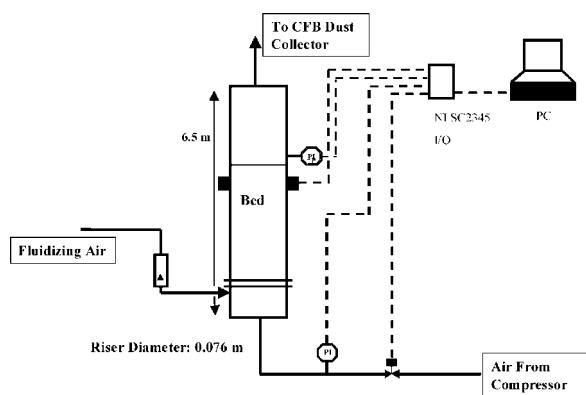 To CFB Dust
Collector
6.5 m
PI
NI SC2345
I/O
PC
Bed
Fluidizing Air
Riser Diameter: 0.076 m
PI
Air From
Compressor